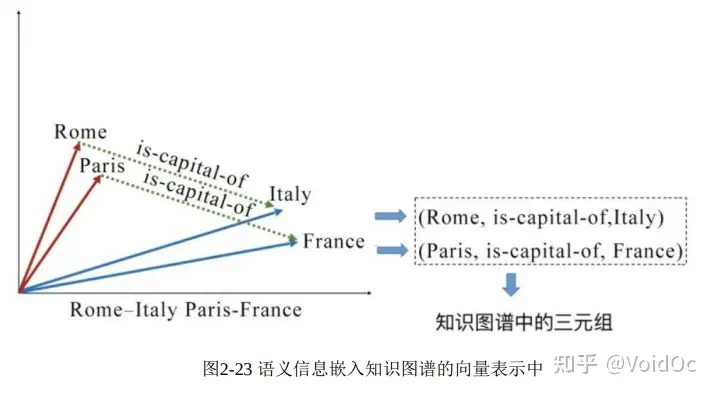 Rome
Paris
is-capital-of
is-capital-of
Italy
France
Rome–Italy Paris-France
(Rome, is-capital-of,Italy)
(Paris, is-capital-of, France)
知识图谱中的三元组
图2-23 语义信息嵌入知识图谱的向量表示中
知乎 @VoidOc